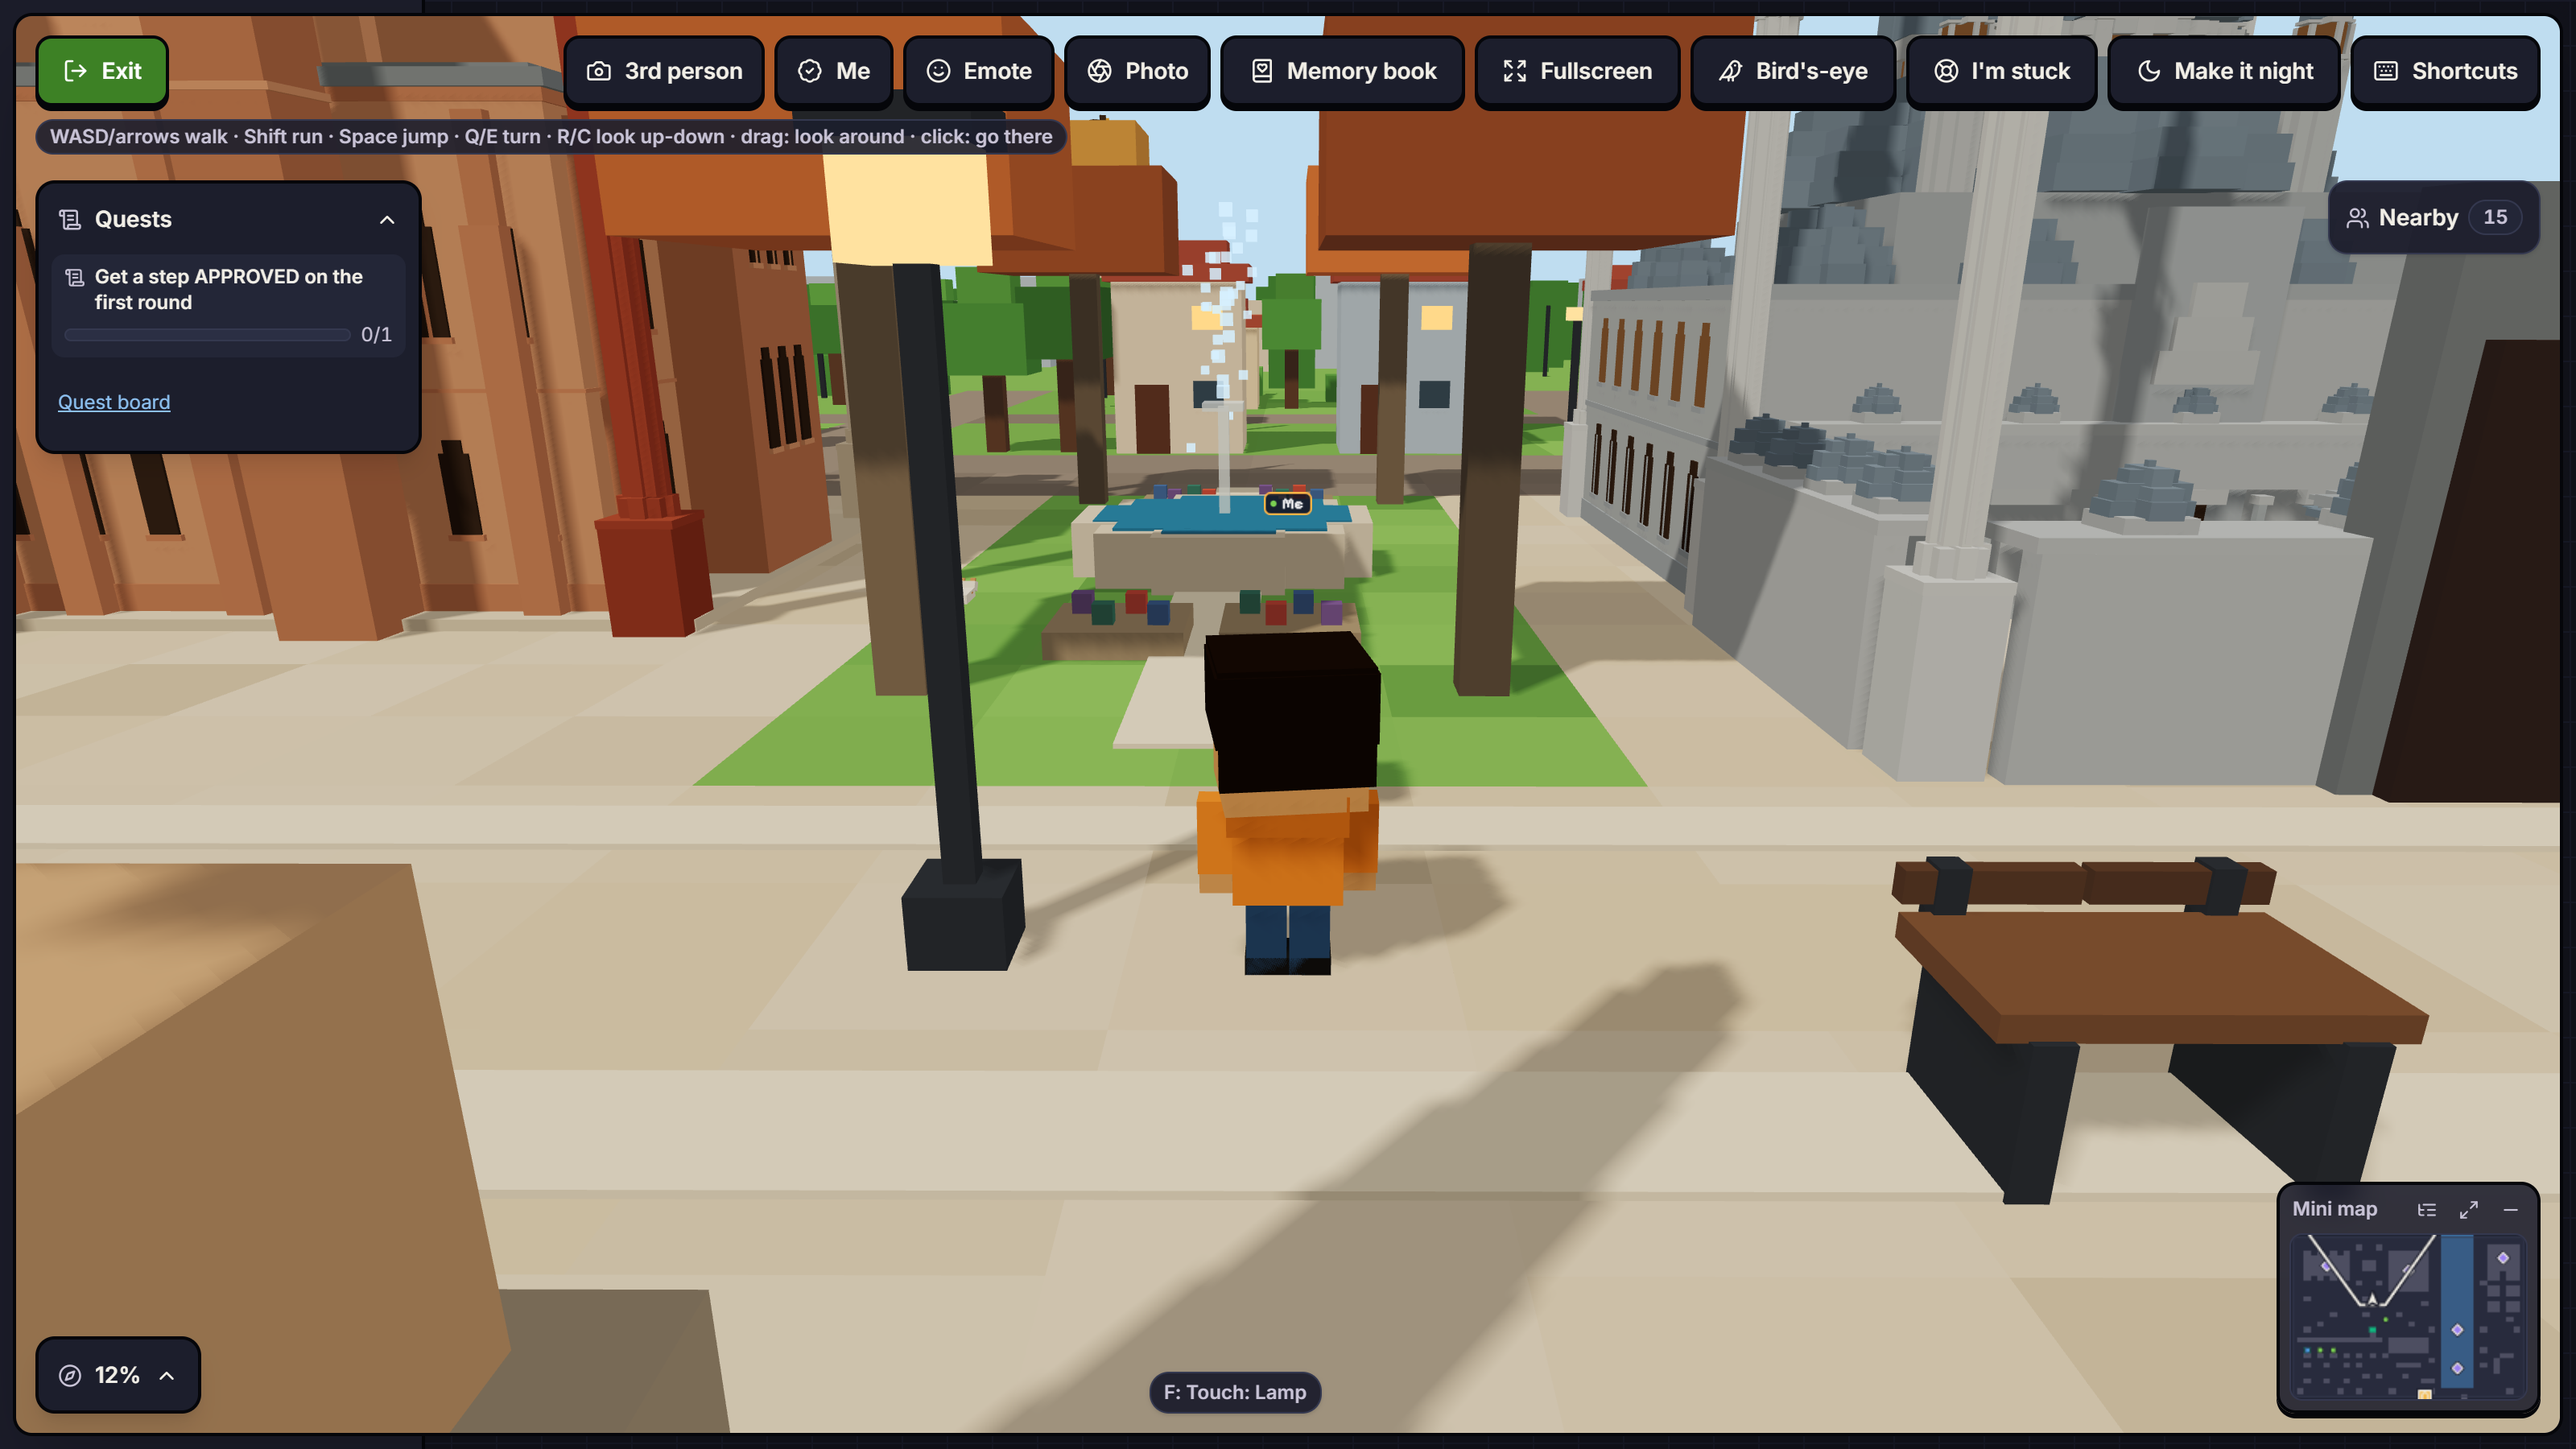 Exit
3rd person
Me
Emote
Photo
Memory book
Fullscreen
Bird's-eye
I'm stuck
Make it night
Shortcuts
WASD/arrows walk · Shift run · Space jump · Q/E turn · R/C look up-down · drag: look around · click: go there
Quests
Get a step APPROVED on the
first round
0/1
Quest board
Nearby 15
Me
Mini map
12%
F: Touch: Lamp